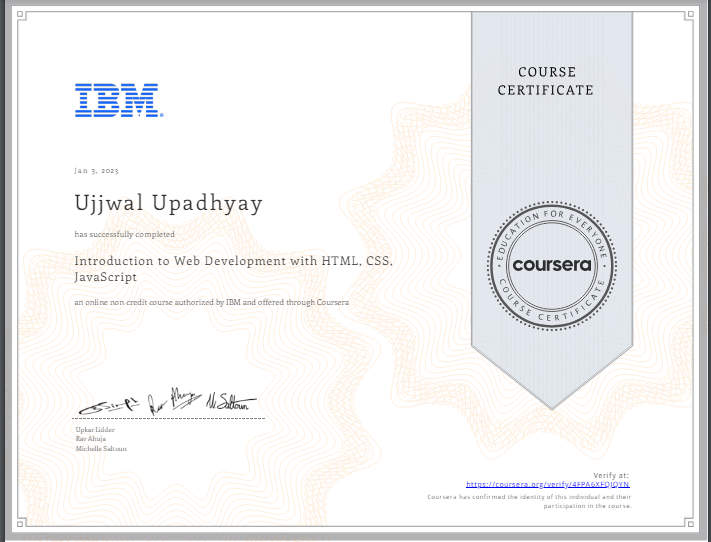 IBM®
COURSE
CERTIFICATE
Jan 3, 2023
Ujjwal Upadhyay
has successfully completed
Introduction to Web Development with HTML, CSS,
JavaScript
an online non-credit course authorized by IBM and offered through Coursera
EDUCATION FOR EVERYONE
coursera
COURSE CERTIFICATE
Upkar Lidder
Rav Ahuja
Michelle Saltoun
Verify at:
https://coursera.org/verify/4FPA6XFQJQYN
Coursera has confirmed the identity of this individual and their
participation in the course.